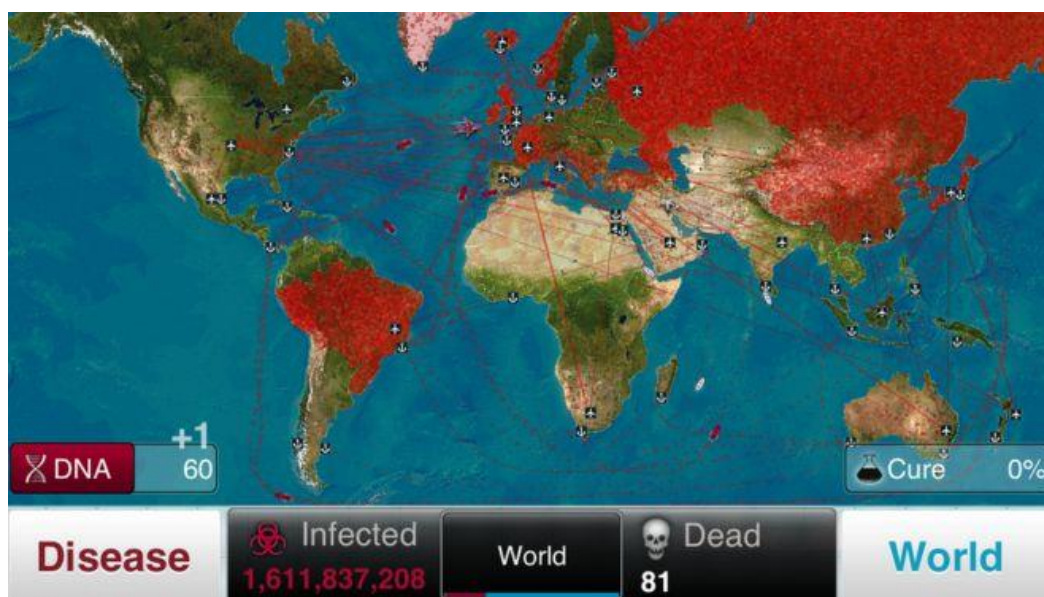 +1
DNA 60
Cure 0%
Disease
Infected
1,611,837,208
World
Dead
81
World